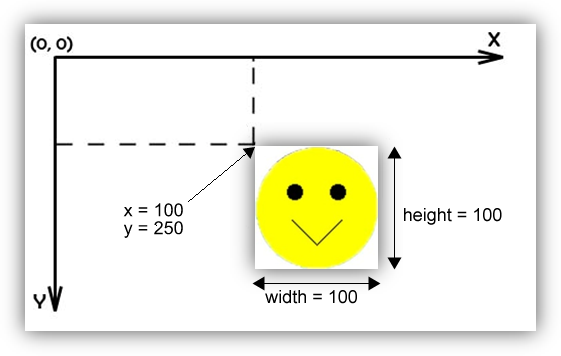 (0, 0)
X
x = 100
y = 250
height = 100
width = 100
Y